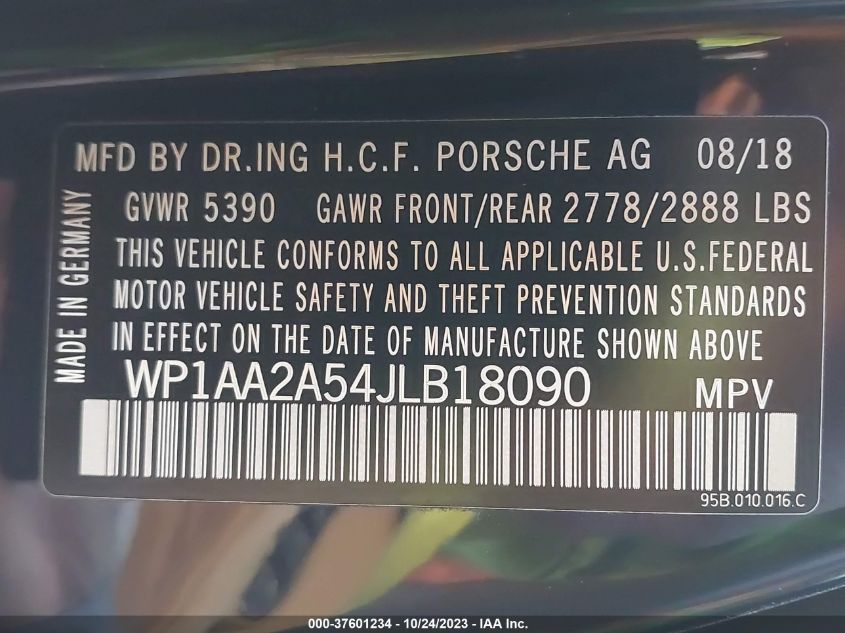 MFD BY DR.ING H.C.F. PORSCHE AG 08/18
GVWR 5390 GAWR FRONT/REAR 2778/2888 LBS
THIS VEHICLE CONFORMS TO ALL APPLICABLE U.S.FEDERAL
MOTOR VEHICLE SAFETY AND THEFT PREVENTION STANDARDS
IN EFFECT ON THE DATE OF MANUFACTURE SHOWN ABOVE
MADE IN GERMANY
WP1AA2A54JLB18090 MPV
95B.010.016.C
000-37601234 - 10/24/2023 - IAA Inc.